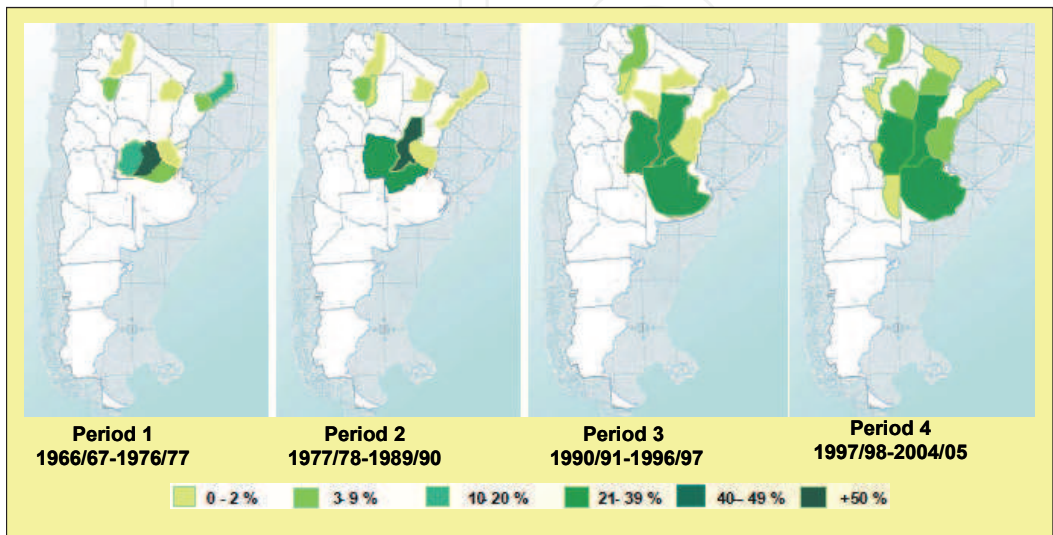 Period 1
1966/67-1976/77
Period 2
1977/78-1989/90
Period 3
1990/91-1996/97
Period 4
1997/98-2004/05
0 - 2 %
3- 9 %
10- 20 %
21- 39 %
40– 49 %
+50 %